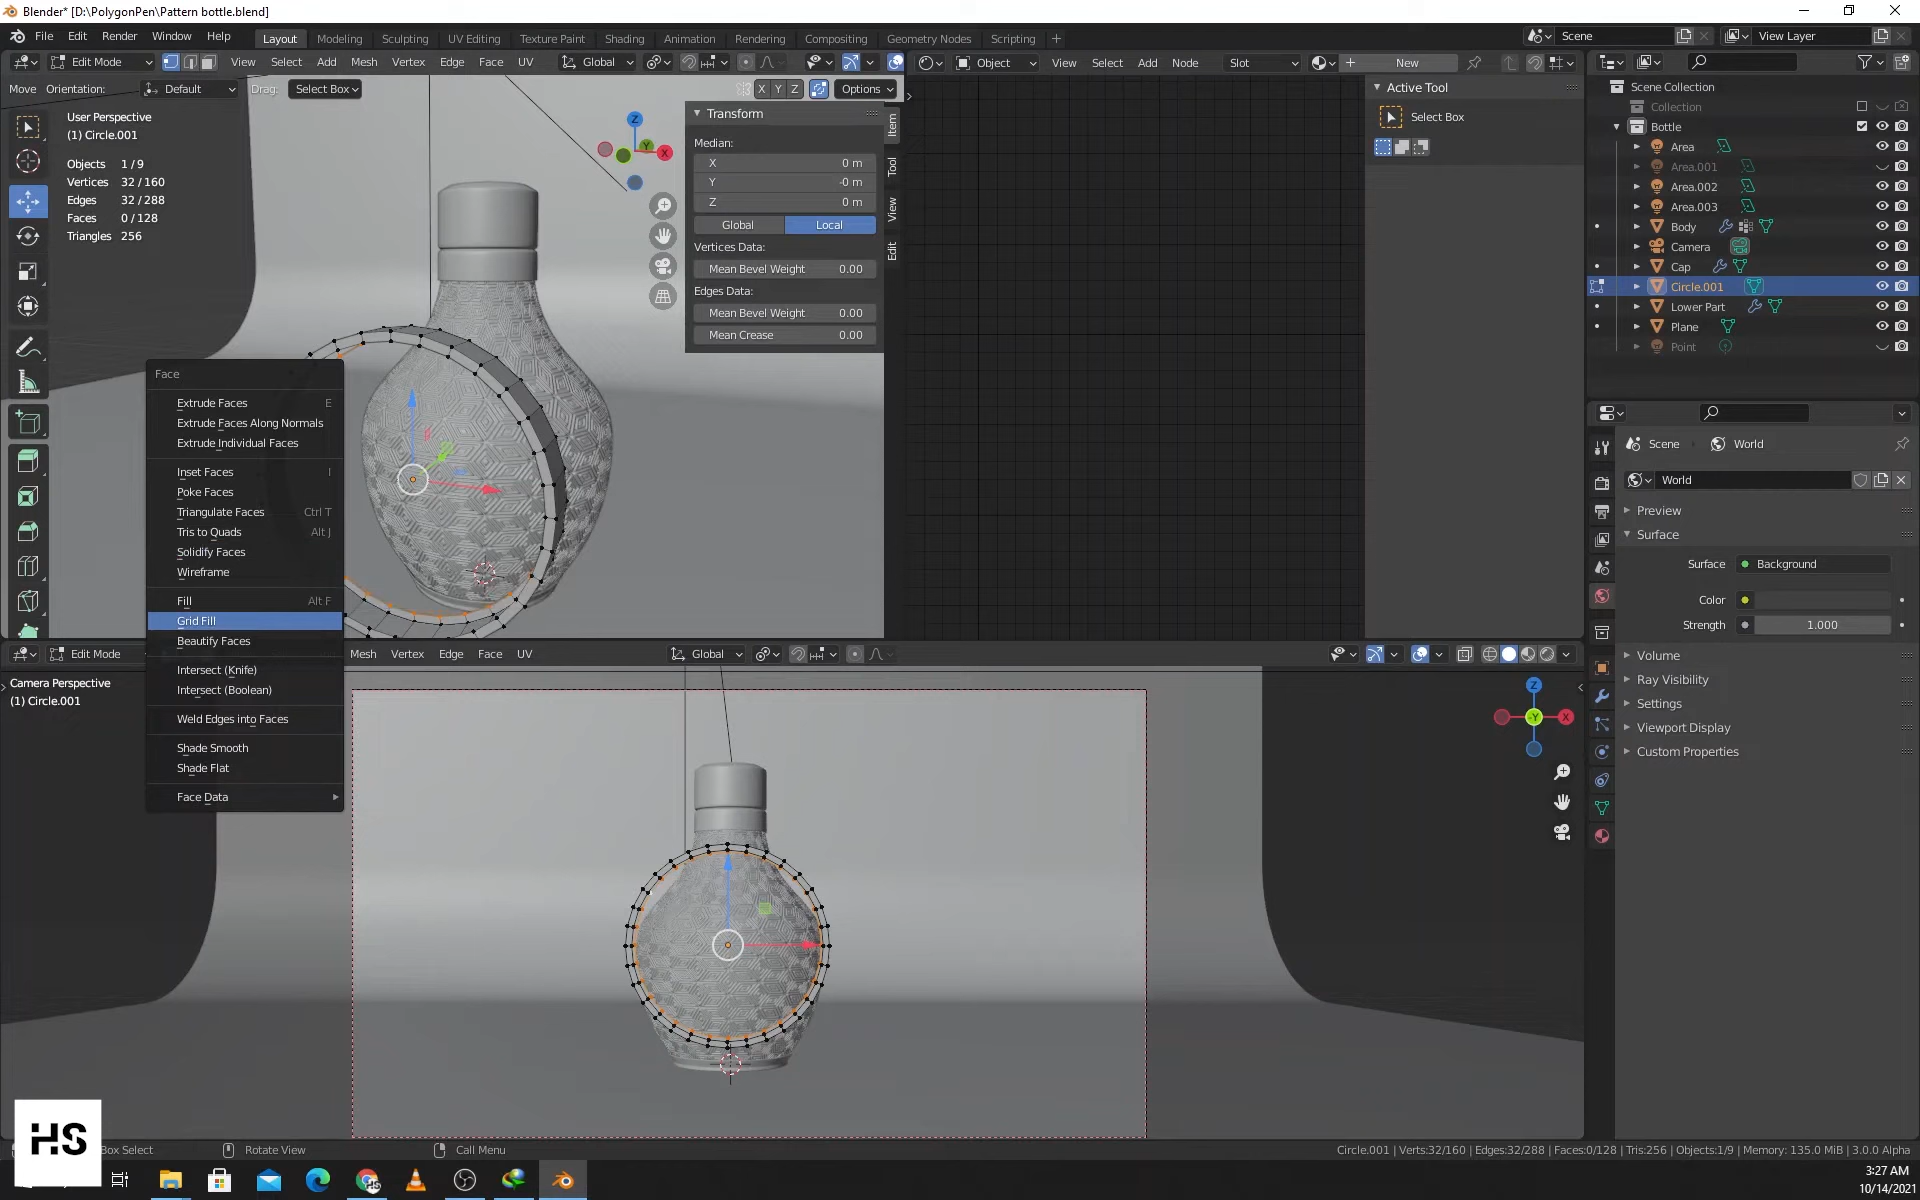 Blender* [D:\PolygonPen\Pattern bottle.blend]
File Edit Render Window Help Layout Modeling Sculpting UV Editing Texture Paint Shading Animation Rendering Compositing Geometry Nodes Scripting + Scene View Layer
Edit Mode View Select Add Mesh Vertex Edge Face UV Global
Object View Select Add Node Slot + New
Move Orientation: Default Drag: Select Box X Y Z Options
User Perspective
(1) Circle.001
Objects 1/9
Vertices 32/160
Edges 32/288
Faces 0/128
Triangles 256
Z
Y
X
Transform
Median:
X 0 m
Y -0 m
Z 0 m
Global Local
Vertices Data:
Mean Bevel Weight 0.00
Edges Data:
Mean Bevel Weight 0.00
Mean Crease 0.00
Item
Tool
View
Edit
Active Tool
Select Box
Scene Collection
Collection
Bottle
Area
Area.001
Area.002
Area.003
Body
Camera
Cap
Circle.001
Lower Part
Plane
Point
Face
Extrude Faces E
Extrude Faces Along Normals
Extrude Individual Faces
Inset Faces I
Poke Faces
Triangulate Faces Ctrl T
Tris to Quads Alt J
Solidify Faces
Wireframe
Fill Alt F
Grid Fill
Beautify Faces
Intersect (Knife)
Intersect (Boolean)
Weld Edges into Faces
Shade Smooth
Shade Flat
Face Data
Scene World
World
Preview
Surface
Surface Background
Color
Strength 1.000
Volume
Ray Visibility
Settings
Viewport Display
Custom Properties
Edit Mode Mesh Vertex Edge Face UV Global
Camera Perspective
(1) Circle.001
Z
-Y
X
HS
Box Select Rotate View Call Menu
Circle.001 | Verts:32/160 | Edges:32/288 | Faces:0/128 | Tris:256 | Objects:1/9 | Memory: 135.0 MiB | 3.0.0 Alpha
3:27 AM
10/14/2021